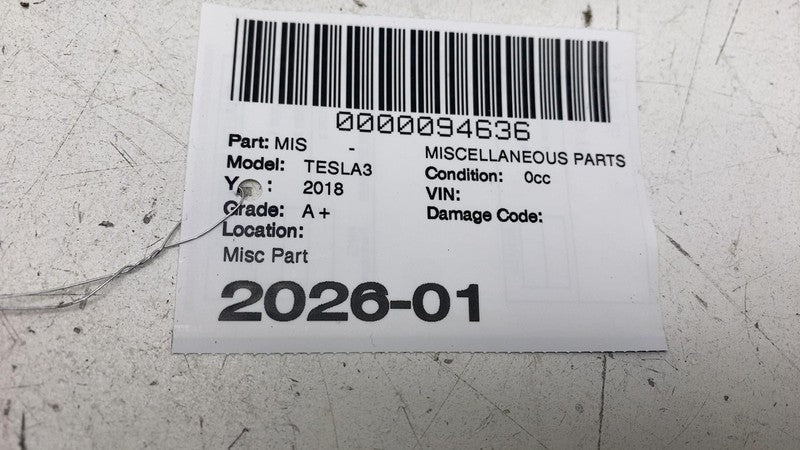 0000094636
Part: MIS - MISCELLANEOUS PARTS
Model: TESLA3 Condition: 0cc
Y : 2018 VIN:
Grade: A + Damage Code:
Location:
Misc Part
2026-01